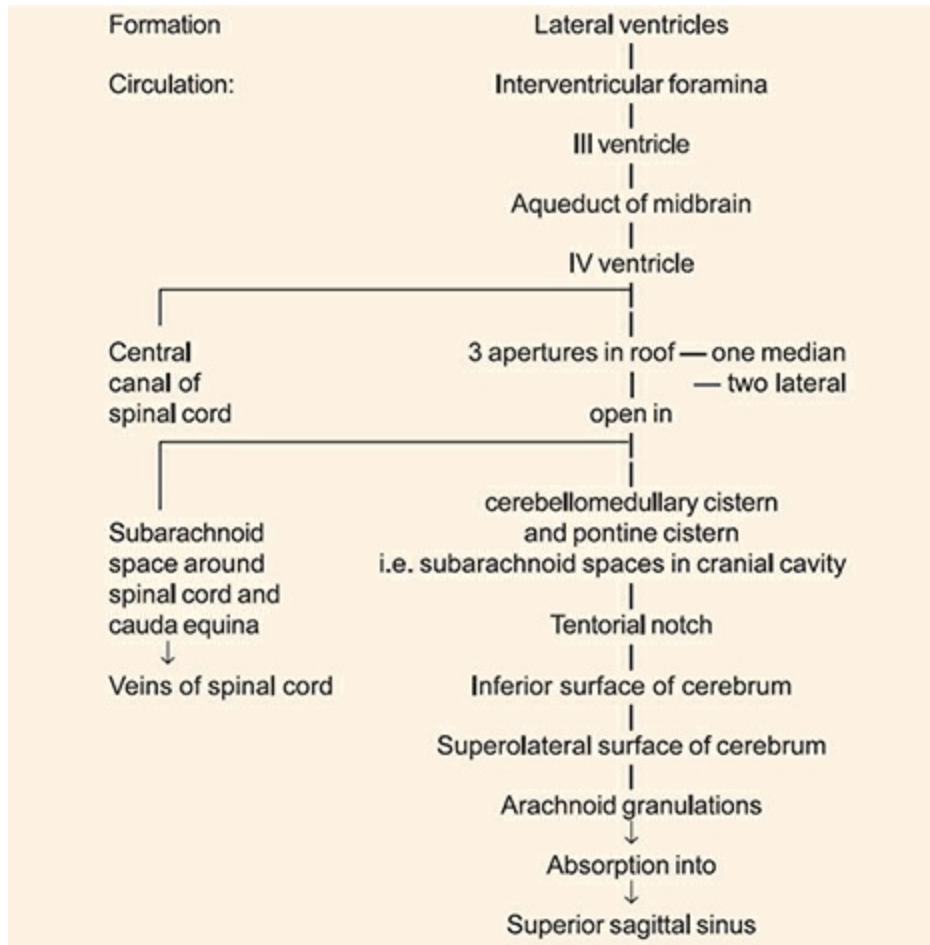 Formation Lateral ventricles
Circulation: Interventricular foramina
III ventricle
Aqueduct of midbrain
IV ventricle
Central
canal of
spinal cord
3 apertures in roof — one median
— two lateral
open in
Subarachnoid
space around
spinal cord and
cauda equina
↓
Veins of spinal cord
cerebellomedullary cistern
and pontine cistern
i.e. subarachnoid spaces in cranial cavity
Tentorial notch
Inferior surface of cerebrum
Superolateral surface of cerebrum
Arachnoid granulations
↓
Absorption into
↓
Superior sagittal sinus